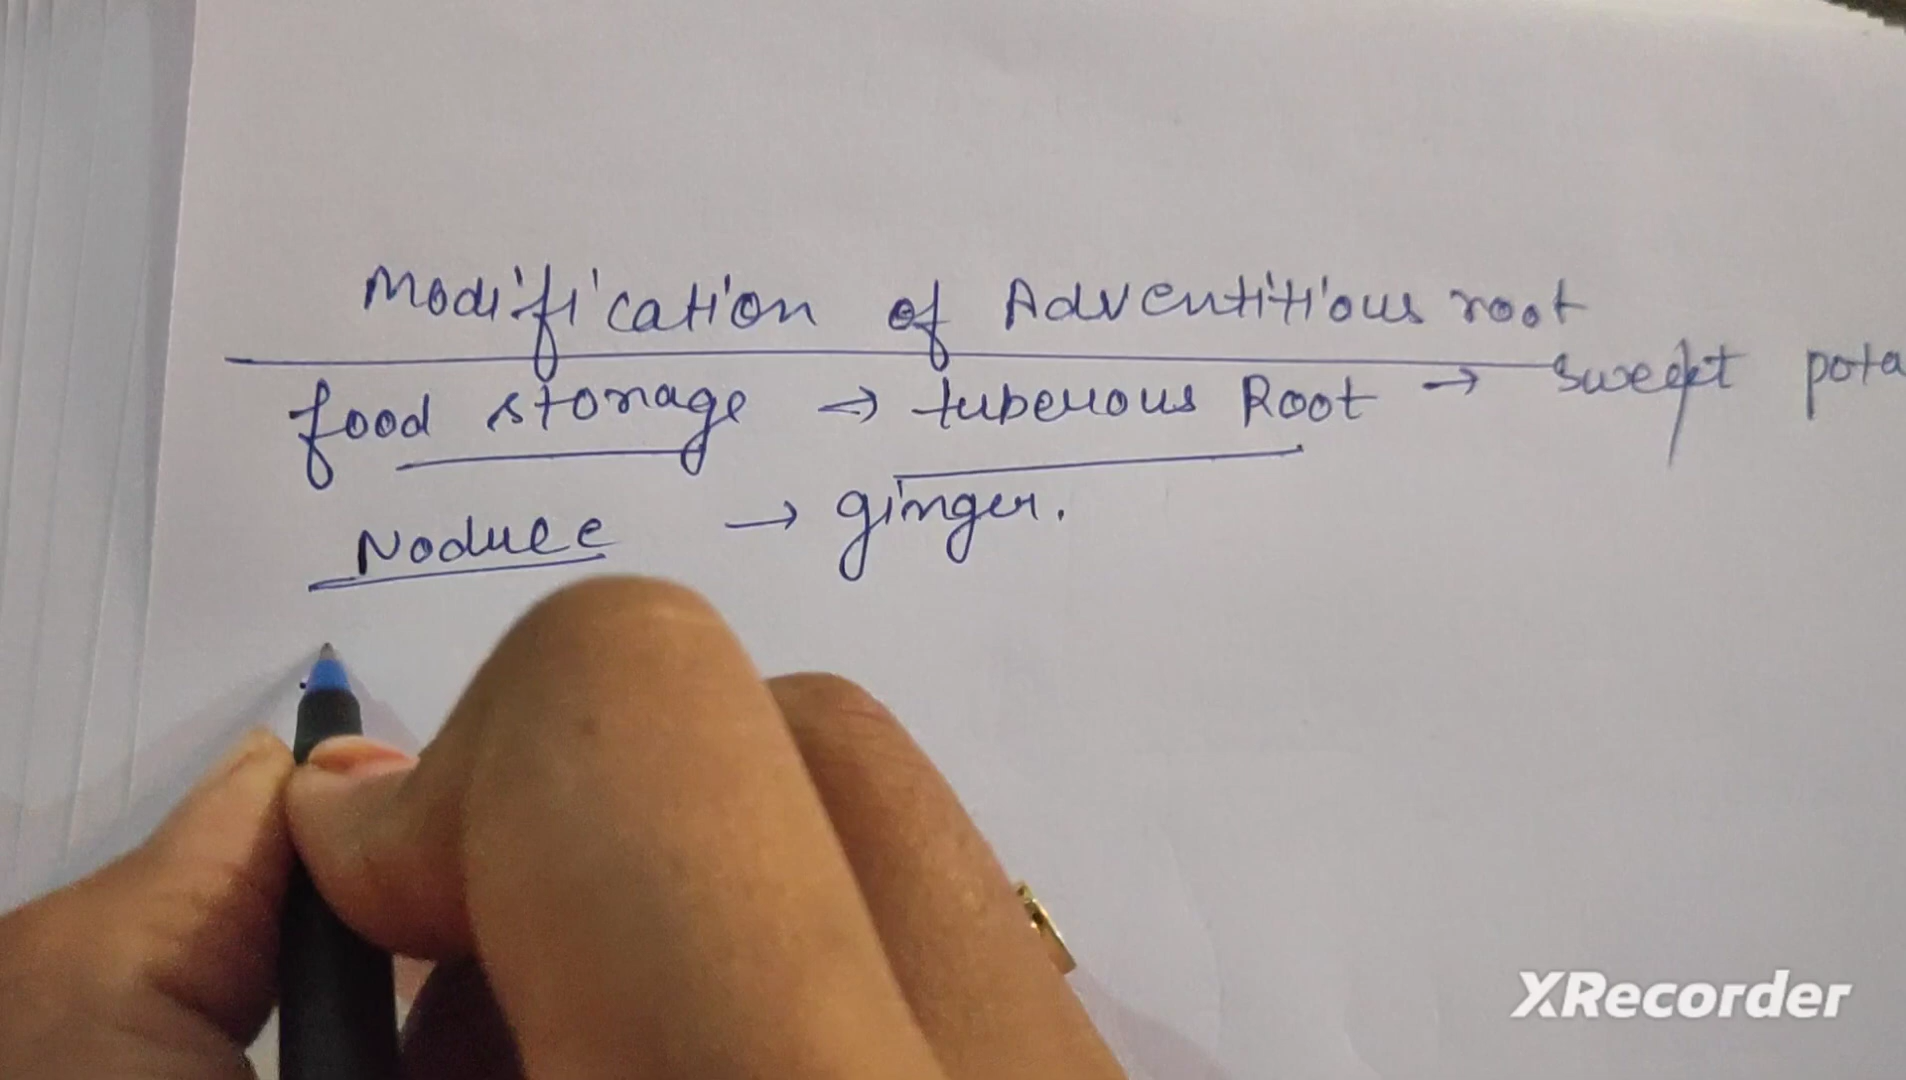 Modification of Adventitious root
food storage → tuberous Root → sweet pota
Nodule → ginger.
XRecorder